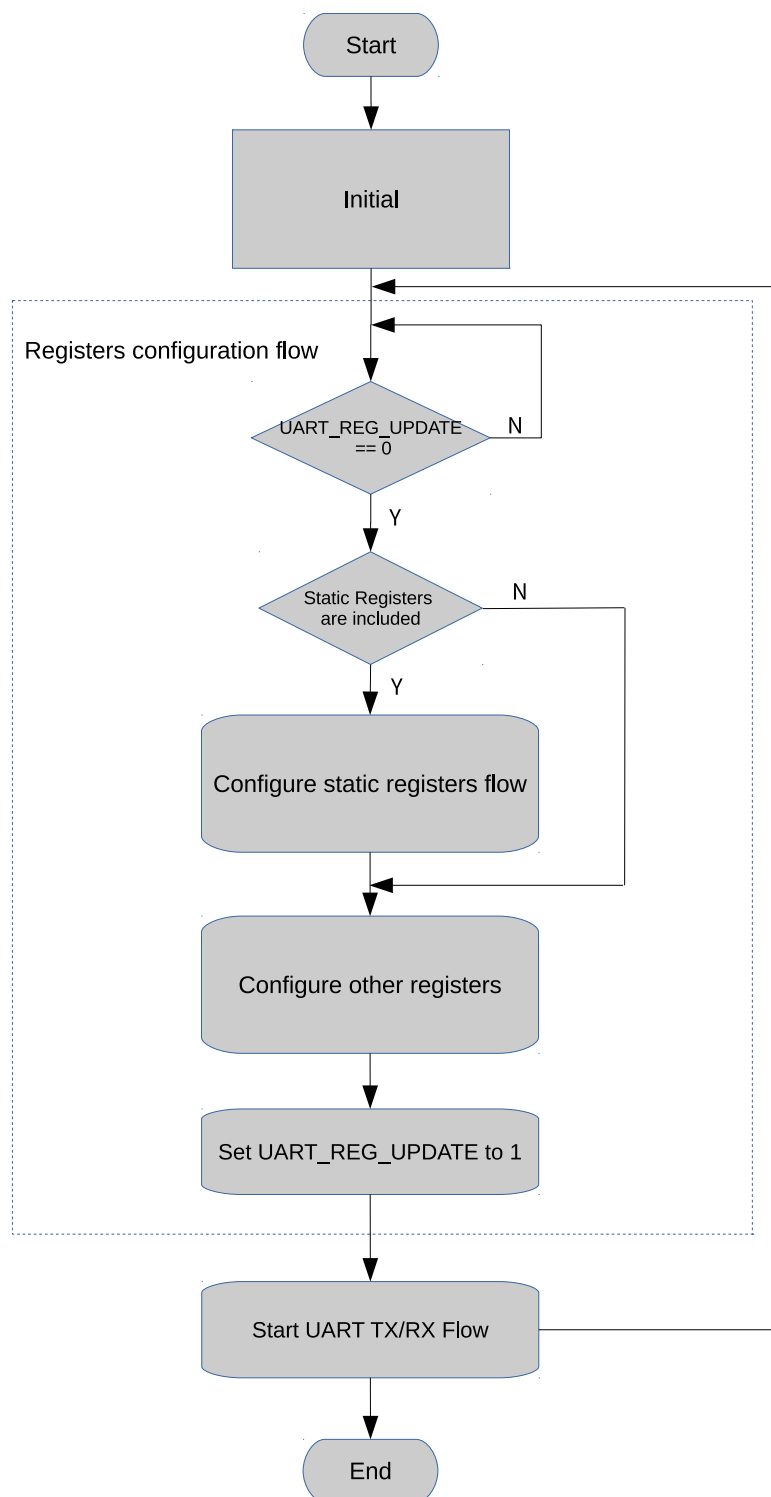 Start
Initial
Registers configuration flow
UART_REG_UPDATE
== 0
N
Y
Static Registers
are included
N
Y
Configure static registers flow
Configure other registers
Set UART_REG_UPDATE to 1
Start UART TX/RX Flow
End